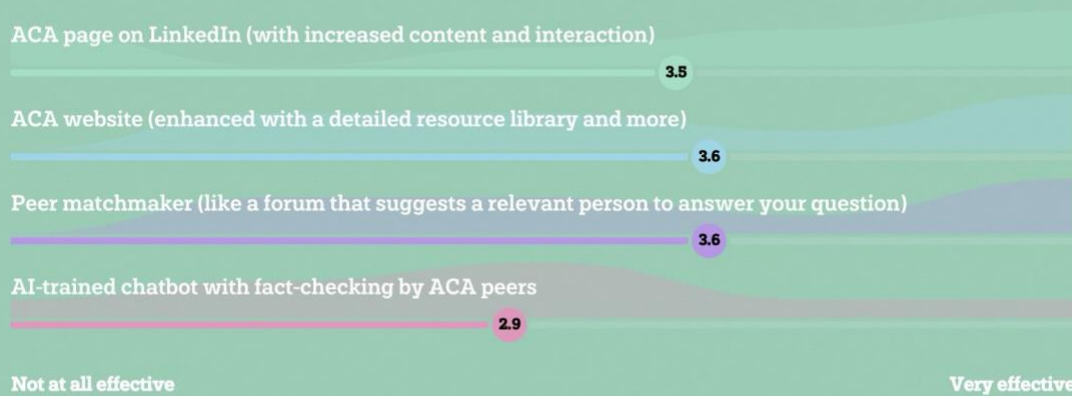 ACA page on LinkedIn (with increased content and interaction)
3.5
ACA website (enhanced with a detailed resource library and more)
3.6
Peer matchmaker (like a forum that suggests a relevant person to answer your question)
3.6
AI-trained chatbot with fact-checking by ACA peers
2.9
Not at all effective Very effective